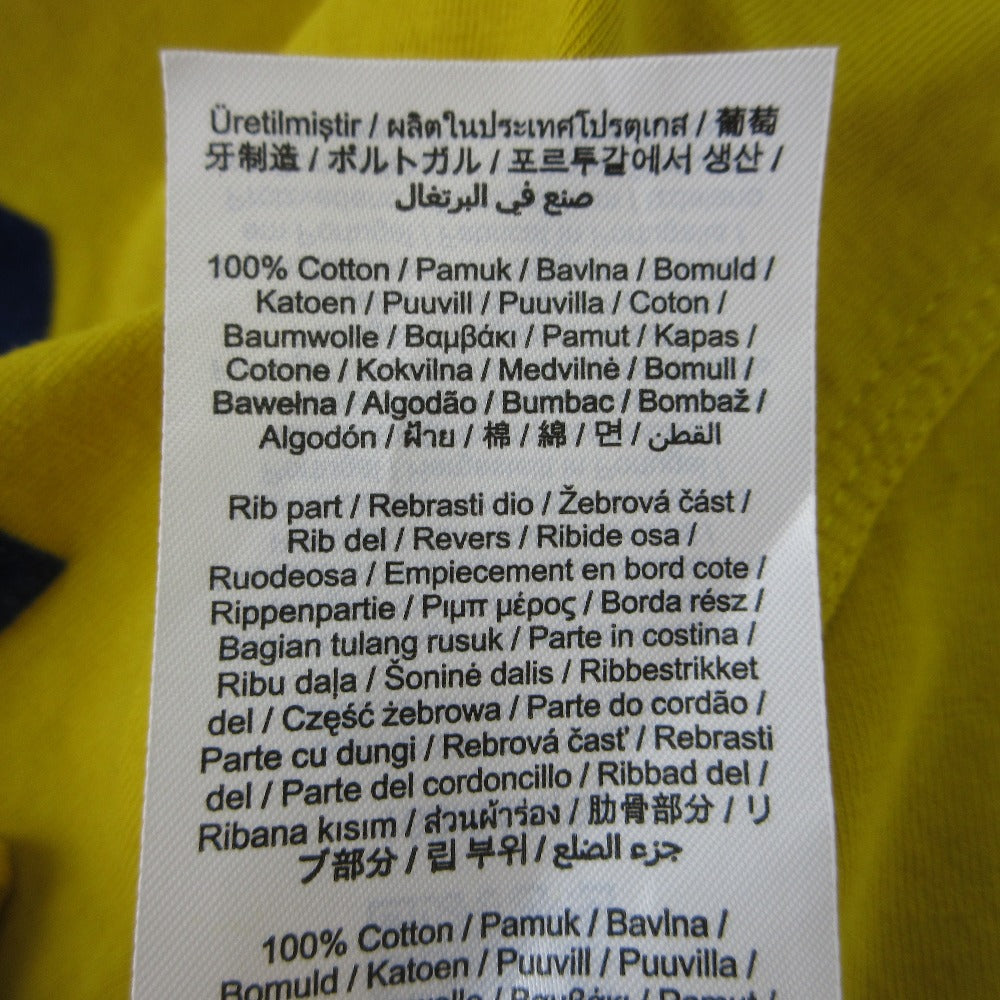 Üretilmiştir / ผลิตในประเทศโปรตุเกส / 葡萄
牙制造 / ポルトガル / 포르투갈에서 생산 /
صنع في البرتغال
100% Cotton / Pamuk / Bavlna / Bomuld /
Katoen / Puuvill / Puuvilla / Coton /
Baumwolle / Βαμβάκι / Pamut / Kapas /
Cotone / Kokvilna / Medvilnė / Bomull /
Bawełna / Algodão / Bumbac / Bombaž /
Algodón / ฝ้าย / 棉 / 綿 / 면 / القطن
Rib part / Rebrasti dio / Žebrová část /
Rib del / Revers / Ribide osa /
Ruodeosa / Empiecement en bord cote /
Rippenpartie / Ριμπ μέρος / Borda rész /
Bagian tulang rusuk / Parte in costina /
Ribu daļa / Šoninė dalis / Ribbestrikket
del / Część żebrowa / Parte do cordão /
Parte cu dungi / Rebrová časť / Rebrasti
del / Parte del cordoncillo / Ribbad del /
Ribana kısım / ส่วนผ้าร่อง / 肋骨部分 / リ
ブ部分 / 립 부위 / جزء الضلع
100% Cotton / Pamuk / Bavlna /
Bomuld / Katoen / Puuvill / Puuvilla /